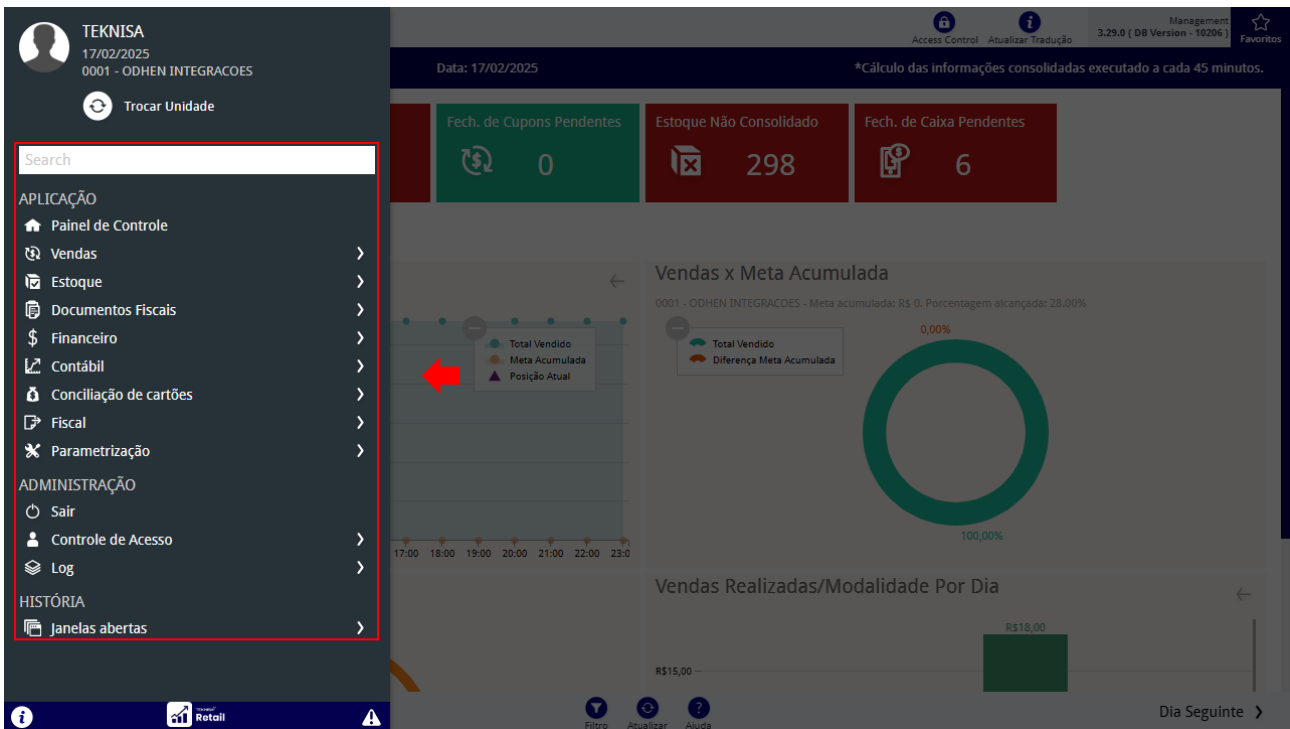 TEKNISA
17/02/2025
0001 - ODHEN INTEGRACOES
Trocar Unidade
Search
APLICAÇÃO
Painel de Controle
Vendas
Estoque
Documentos Fiscais
Financeiro
Contábil
Conciliação de cartões
Fiscal
Parametrização
ADMINISTRAÇÃO
Sair
Controle de Acesso
Log
HISTÓRIA
Janelas abertas
Retail
Access Control
Atualizar Tradução
Management
3.29.0 ( DB Version - 10206 )
Favoritos
Data: 17/02/2025
*Cálculo das informações consolidadas executado a cada 45 minutos.
Fech. de Cupons Pendentes
0
Estoque Não Consolidado
298
Fech. de Caixa Pendentes
6
Total Vendido
Meta Acumulada
Posição Atual
17:00 18:00 19:00 20:00 21:00 22:00 23:0
Vendas x Meta Acumulada
0001 - ODHEN INTEGRACOES - Meta acumulada: R$ 0. Porcentagem alcançada: 28.00%
Total Vendido
Diferença Meta Acumulada
0,00%
100,00%
Vendas Realizadas/Modalidade Por Dia
R$18,00
R$15,00
Filtro
Atualizar
Ajuda
Dia Seguinte